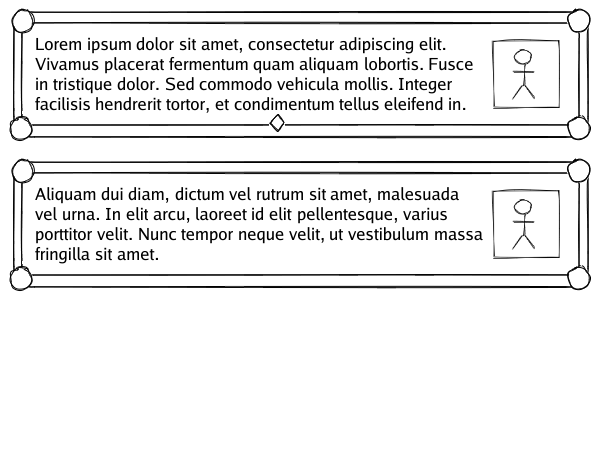 Lorem ipsum dolor sit amet, consectetur adipiscing elit.
Vivamus placerat fermentum quam aliquam lobortis. Fusce
in tristique dolor. Sed commodo vehicula mollis. Integer
facilisis hendrerit tortor, et condimentum tellus eleifend in.
Aliquam dui diam, dictum vel rutrum sit amet, malesuada
vel urna. In elit arcu, laoreet id elit pellentesque, varius
porttitor velit. Nunc tempor neque velit, ut vestibulum massa
fringilla sit amet.